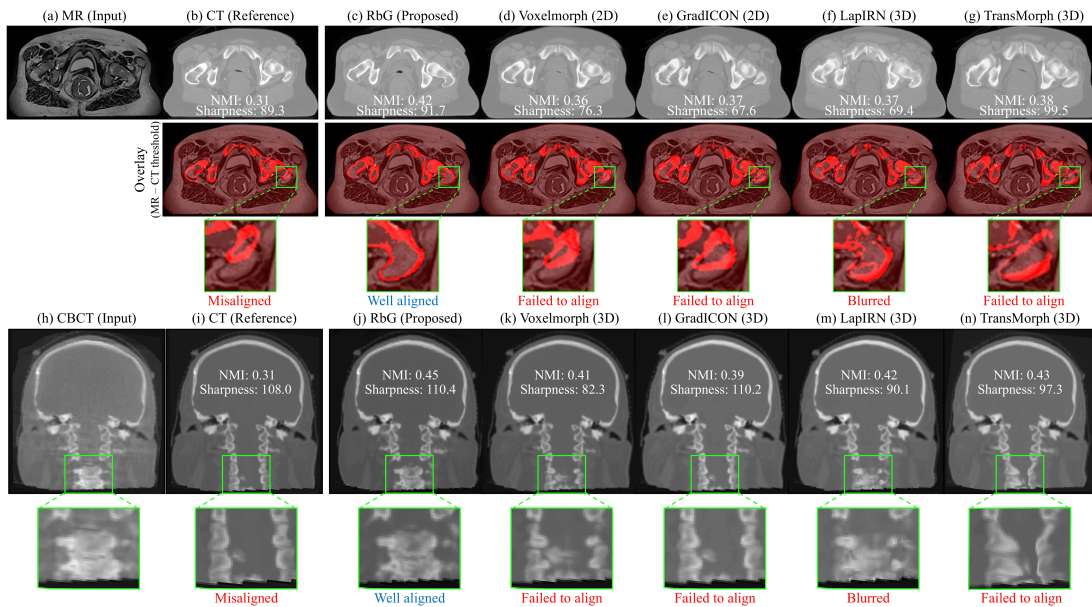 (a) MR (Input)
(b) CT (Reference)
(c) RbG (Proposed)
(d) Voxelmorph (2D)
(e) GradICON (2D)
(f) LapIRN (3D)
(g) TransMorph (3D)
NMI: 0.31
Sharpness: 89.3
NMI: 0.42
Sharpness: 91.7
NMI: 0.36
Sharpness: 76.3
NMI: 0.37
Sharpness: 67.6
NMI: 0.37
Sharpness: 69.4
NMI: 0.38
Sharpness: 99.5
Overlay
(MR – CT threshold)
Misaligned
Well aligned
Failed to align
Failed to align
Blurred
Failed to align
(h) CBCT (Input)
(i) CT (Reference)
(j) RbG (Proposed)
(k) Voxelmorph (3D)
(l) GradICON (3D)
(m) LapIRN (3D)
(n) TransMorph (3D)
NMI: 0.31
Sharpness: 108.0
NMI: 0.45
Sharpness: 110.4
NMI: 0.41
Sharpness: 82.3
NMI: 0.39
Sharpness: 110.2
NMI: 0.42
Sharpness: 90.1
NMI: 0.43
Sharpness: 97.3
Misaligned
Well aligned
Failed to align
Failed to align
Blurred
Failed to align